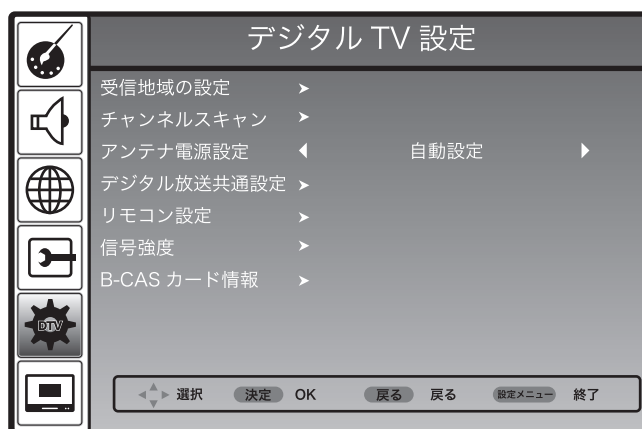 デジタル TV 設定
受信地域の設定
チャンネルスキャン
アンテナ電源設定 自動設定
デジタル放送共通設定
リモコン設定
信号強度
B-CAS カード情報
DTV
選択 決定 OK 戻る 戻る 設定メニュー 終了